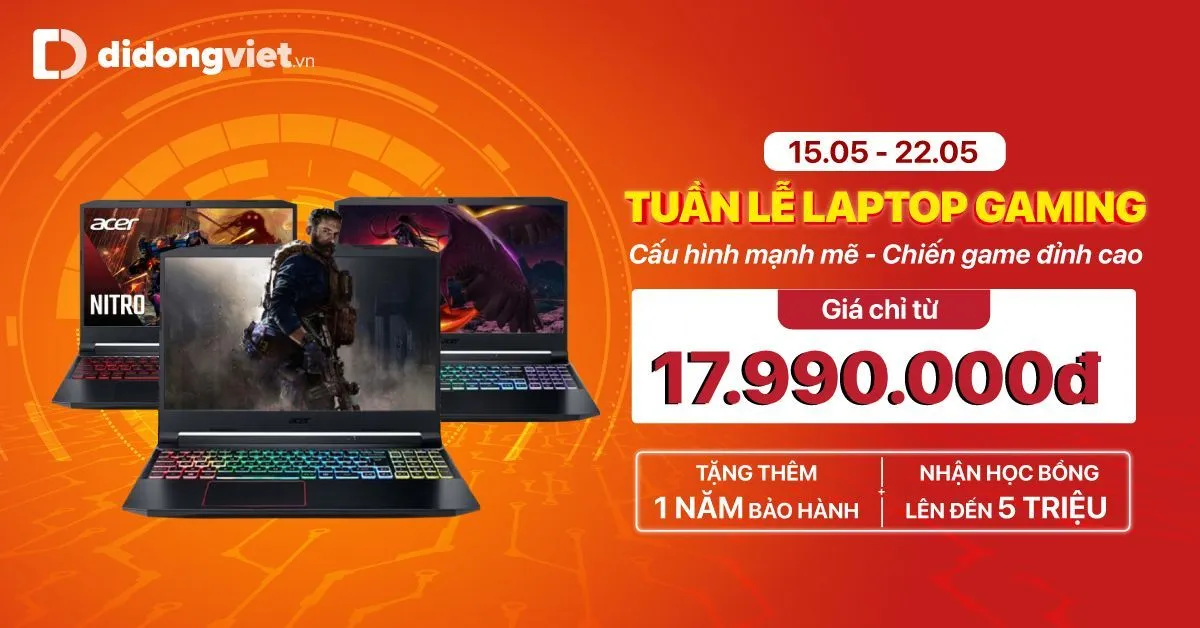 didongviet.vn
15.05 - 22.05
TUẦN LỄ LAPTOP GAMING
Cấu hình mạnh mẽ - Chiến game đỉnh cao
Giá chỉ từ
17.990.000đ
TẶNG THÊM
1 NĂM BẢO HÀNH
+
NHẬN HỌC BỔNG
LÊN ĐẾN 5 TRIỆU
acer
NITRO
acer
acer